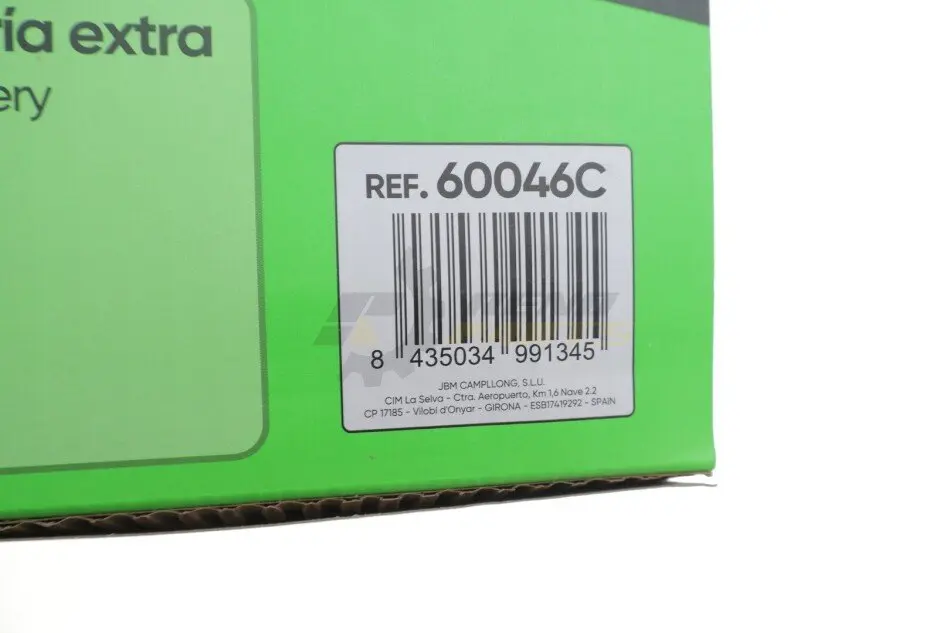 ría extra
ery
REF. 60046C
8 435034 991345
JBM CAMPLLONG, S.L.U.
CIM La Selva - Ctra. Aeropuerto, Km 1,6 Nave 2.2
CP 17185 - Vilobí d'Onyar - GIRONA - ESB17419292 - SPAIN